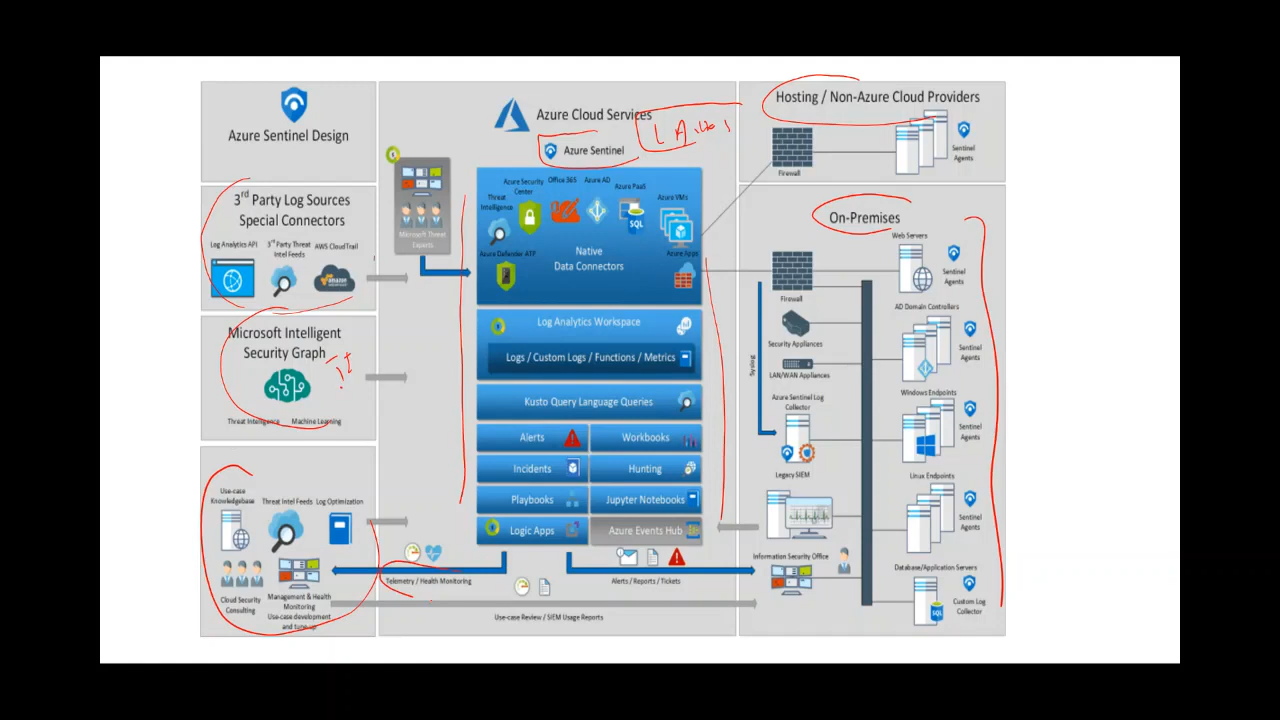 Azure Sentinel Design
3rd Party Log Sources
Special Connectors
Log Analytics API
3rd Party Threat
Intel Feeds
AWS CloudTrail
amazon
Microsoft Intelligent
Security Graph
Threat Intelligence
Machine Learning
Use-case
Knowledgebase
Threat Intel Feeds
Log Optimization
Cloud Security
Consulting
Management & Health
Monitoring
Use-case development
and tune-up
Azure Cloud Services
Azure Sentinel
Microsoft Threat
Experts
Threat
Intelligence
Azure Security
Center
Office 365
Azure AD
Azure PaaS
SQL
Azure VMs
Azure Defender ATP
Native
Data Connectors
Azure Apps
Log Analytics Workspace
Logs / Custom Logs / Functions / Metrics
Kusto Query Language Queries
Alerts
Workbooks
Incidents
Hunting
Playbooks
Jupyter Notebooks
Logic Apps
Azure Events Hub
Telemetry / Health Monitoring
Alerts / Reports / Tickets
Use-case Review / SIEM Usage Reports
Hosting / Non-Azure Cloud Providers
Firewall
Sentinel
Agents
On-Premises
Web Servers
Sentinel
Agents
Firewall
AD Domain Controllers
Sentinel
Agents
Security Appliances
LAN/WAN Appliances
Syslog
Azure Sentinel Log
Collector
Windows Endpoints
Sentinel
Agents
Legacy SIEM
Linux Endpoints
Sentinel
Agents
Information Security Office
Database/Application Servers
SQL
Custom Log
Collector